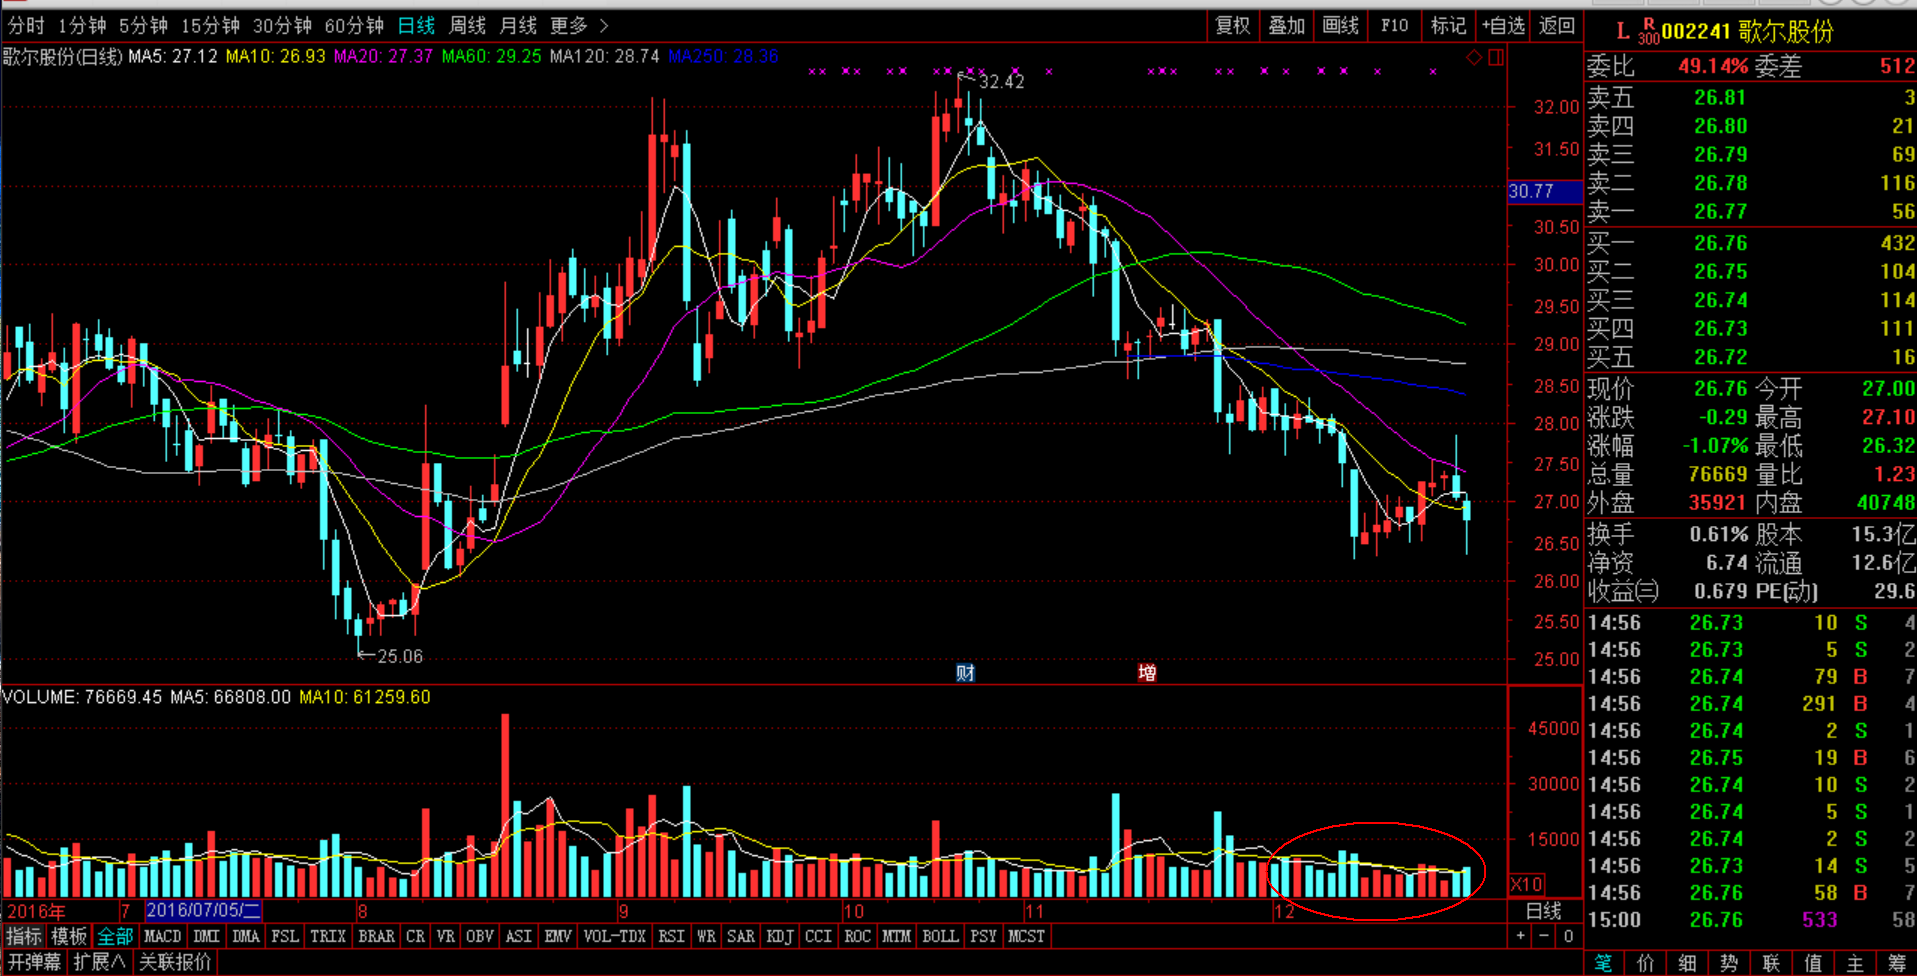 分时 1分钟 5分钟 15分钟 30分钟 60分钟 日线 周线 月线 更多 >
复权 叠加 画线 F10 标记 +自选 返回
L R 300 002241 歌尔股份
歌尔股份(日线) MA5: 27.12 MA10: 26.93 MA20: 27.37 MA60: 29.25 MA120: 28.74 MA250: 28.36
32.42
25.06
财
增
32.00
31.50
30.77
30.50
30.00
29.50
29.00
28.50
28.00
27.50
27.00
26.50
26.00
25.50
25.00
VOLUME: 76669.45 MA5: 66808.00 MA10: 61259.60
45000
30000
15000
X10
2016年 7 2016/07/05/二 8 9 10 11 12 日线
指标 模板 全部 MACD DMI DMA FSL TRIX BRAR CR VR OBV ASI EMV VOL-TDX RSI WR SAR KDJ CCI ROC MTM BOLL PSY MCST + - 0
开弹幕 扩展∧ 关联报价
委比 49.14% 委差 512
卖五 26.81 3
卖四 26.80 21
卖三 26.79 69
卖二 26.78 116
卖一 26.77 56
买一 26.76 432
买二 26.75 104
买三 26.74 114
买四 26.73 111
买五 26.72 16
现价 26.76 今开 27.00
涨跌 -0.29 最高 27.10
涨幅 -1.07% 最低 26.32
总量 76669 量比 1.23
外盘 35921 内盘 40748
换手 0.61% 股本 15.3亿
净资 6.74 流通 12.6亿
收益(三) 0.679 PE(动) 29.6
14:56 26.73 10 S 4
14:56 26.73 5 S 2
14:56 26.74 79 B 7
14:56 26.74 291 B 4
14:56 26.74 2 S 1
14:56 26.75 19 B 6
14:56 26.74 10 S 2
14:56 26.74 5 S 1
14:56 26.74 2 S 2
14:56 26.73 14 S 5
14:56 26.76 58 B 7
15:00 26.76 533 58
笔 价 细 势 联 值 主 筹